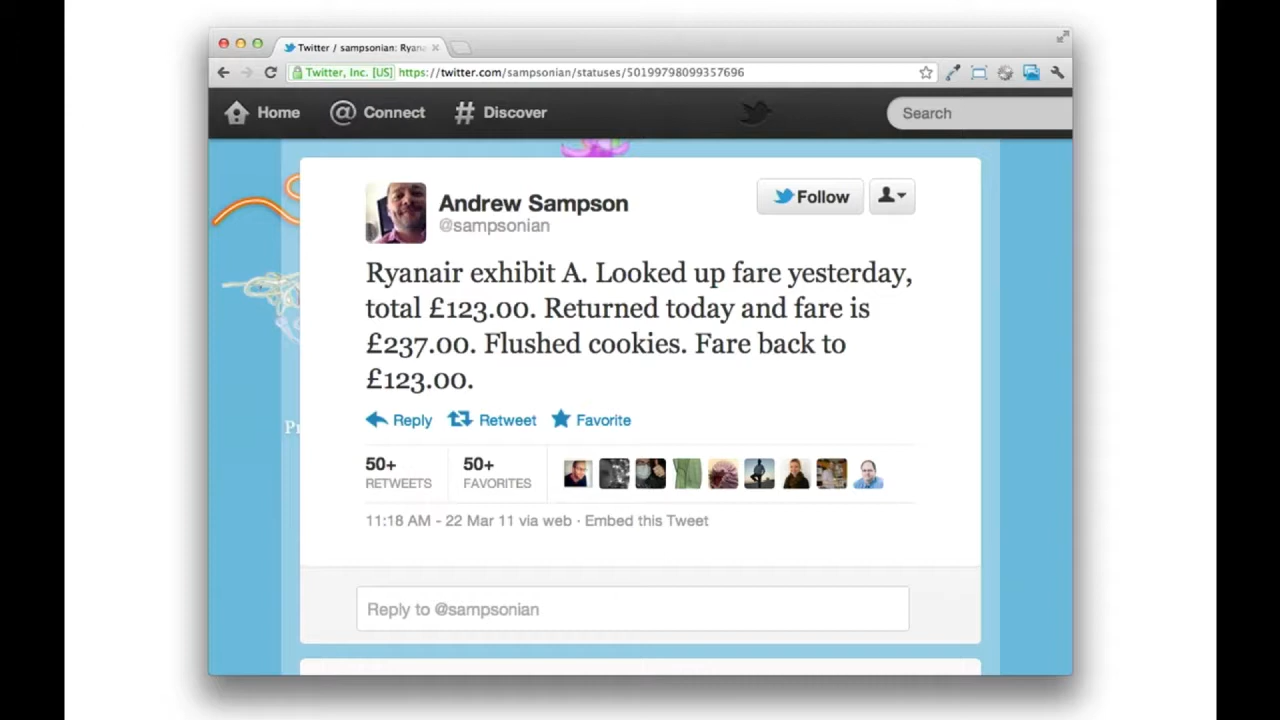 Twitter / sampsonian: Ryana
Twitter, Inc. [US] https://twitter.com/sampsonian/statuses/50199798099357696
Home @ Connect # Discover Search
Andrew Sampson
@sampsonian
Follow
Ryanair exhibit A. Looked up fare yesterday,
total £123.00. Returned today and fare is
£237.00. Flushed cookies. Fare back to
£123.00.
Reply Retweet Favorite
50+ 50+
RETWEETS FAVORITES
11:18 AM - 22 Mar 11 via web · Embed this Tweet
Reply to @sampsonian